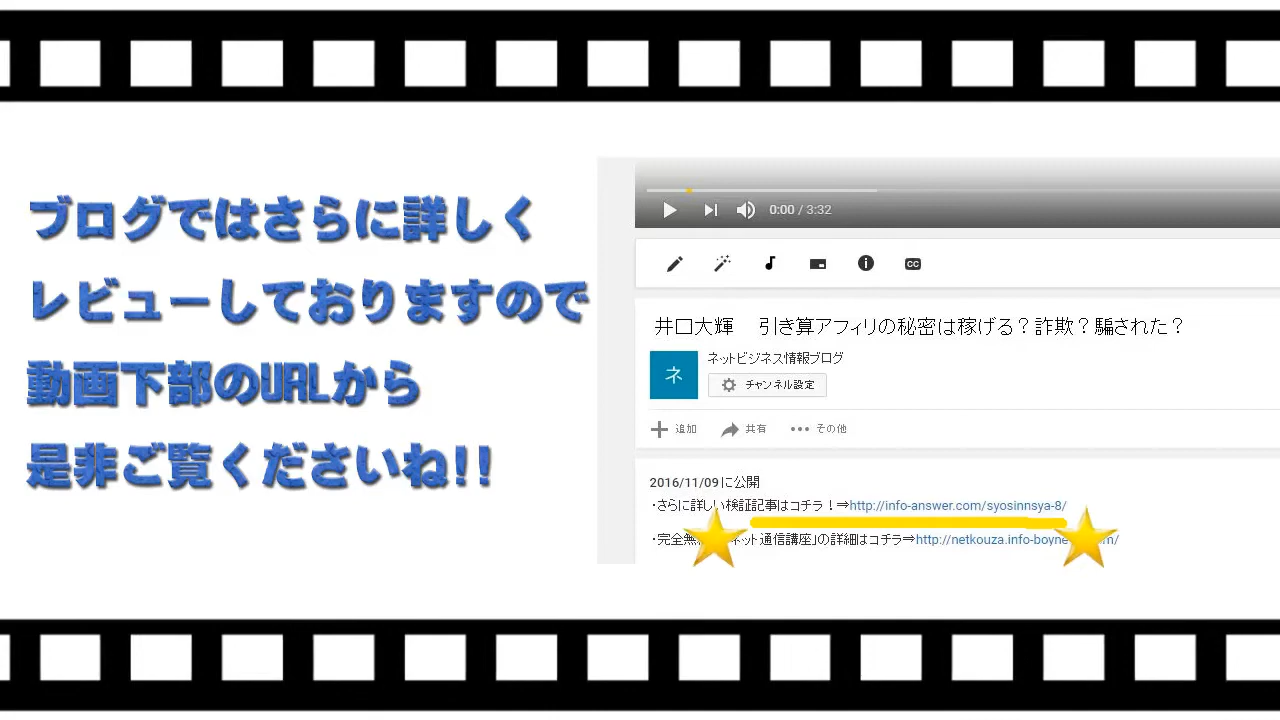 ブログではさらに詳しく
レビューしておりますので
動画下部のURLから
是非ご覧くださいね!!
0:00 / 3:32
CC
井口大輝 引き算アフィリの秘密は稼げる？詐欺？騙された？
ネ
ネットビジネス情報ブログ
チャンネル設定
追加 共有 その他
2016/11/09 に公開
・さらに詳しい検証記事はコチラ！⇒http://info-answer.com/syosinnsya-8/
・完全無 ネット通信講座」の詳細はコチラ⇒http://netkouza.info-boyne m/